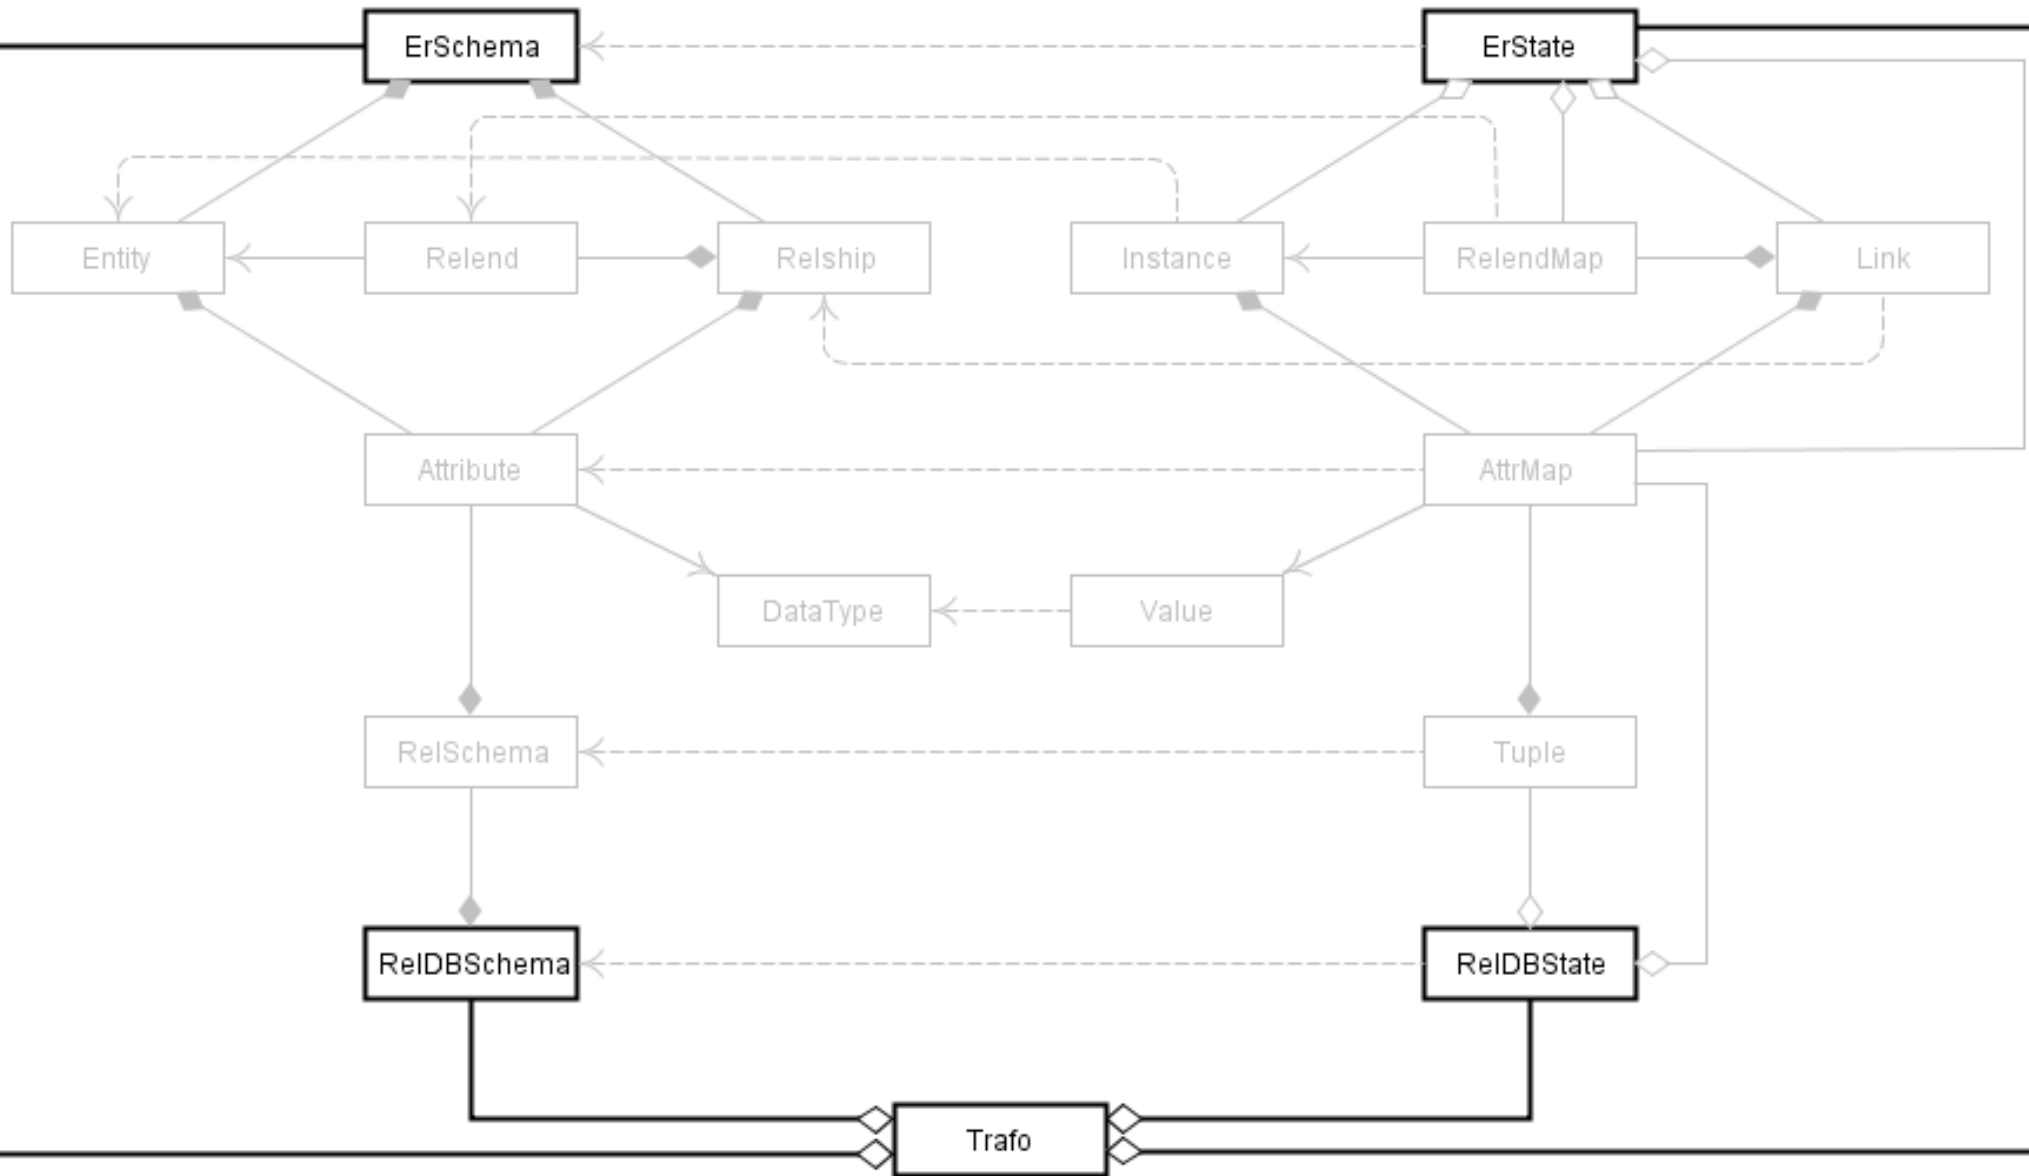 ErSchema
ErState
Entity
Relend
Relship
Instance
RelendMap
Link
Attribute
AttrMap
DataType
Value
RelSchema
Tuple
RelDBSchema
RelDBState
Trafo